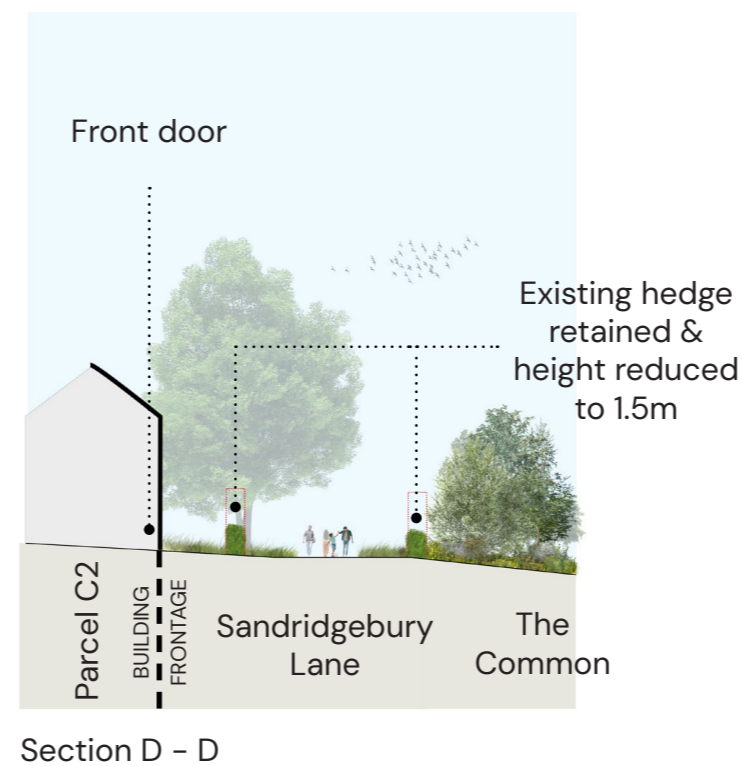 Front door
Existing hedge
retained &
height reduced
to 1.5m
Parcel C2
BUILDING
FRONTAGE
Sandridgebury
Lane
The
Common
Section D - D